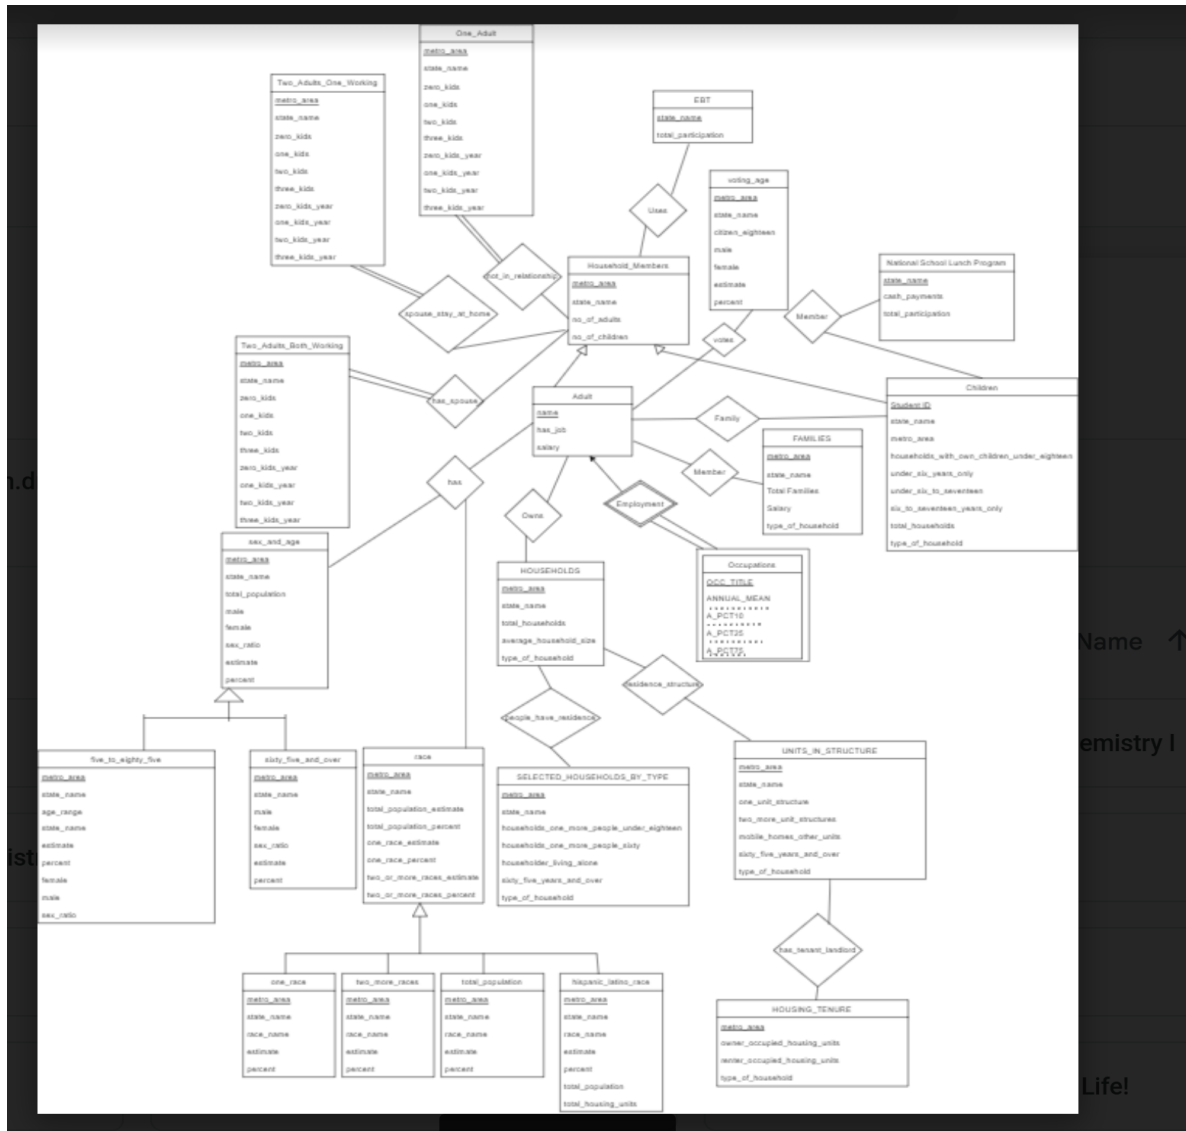 One_Adult
metro_area
state_name
zero_kids
one_kids
two_kids
three_kids
zero_kids_year
one_kids_year
two_kids_year
three_kids_year
Two_Adults_One_Working
metro_area
state_name
zero_kids
one_kids
two_kids
three_kids
zero_kids_year
one_kids_year
two_kids_year
three_kids_year
EBT
state_name
total_participation
Uses
voting_age
metro_area
state_name
citizen_eighteen
male
female
estimate
percent
National School Lunch Program
state_name
cash_payments
total_participation
Member
not_in_relationship
spouse_stay_at_home
Household_Members
metro_area
state_name
no_of_adults
no_of_children
votes
Two_Adults_Both_Working
metro_area
state_name
zero_kids
one_kids
two_kids
three_kids
zero_kids_year
one_kids_year
two_kids_year
three_kids_year
has_spouse
Adult
name
has_job
salary
Family
Children
Student ID
state_name
metro_area
households_with_own_children_under_eighteen
under_six_years_only
under_six_to_seventeen
six_to_seventeen_years_only
total_households
type_of_household
Member
FAMILIES
metro_area
state_name
Total Families
Salary
type_of_household
has
Owns
Employment
n.d
sex_and_age
metro_area
state_name
total_population
male
female
sex_ratio
estimate
percent
HOUSEHOLDS
metro_area
state_name
total_households
average_household_size
type_of_household
Occupations
OCC_TITLE
ANNUAL_MEAN
A_PCT10
A_PCT25
A_PCT75
Name
residence_structure
people_have_residence
five_to_eighty_five
metro_area
state_name
age_range
state_name
estimate
percent
female
male
sex_ratio
sixty_five_and_over
metro_area
state_name
male
female
sex_ratio
estimate
percent
race
metro_area
state_name
total_population_estimate
total_population_percent
one_race_estimate
one_race_percent
two_or_more_races_estimate
two_or_more_races_percent
SELECTED_HOUSEHOLDS_BY_TYPE
metro_area
state_name
households_one_more_people_under_eighteen
households_one_more_people_sixty
householder_living_alone
sixty_five_years_and_over
type_of_household
UNITS_IN_STRUCTURE
metro_area
state_name
one_unit_structure
two_more_unit_structures
mobile_homes_other_units
sixty_five_years_and_over
type_of_household
emistry I
ist
has_tenant_landlord
one_race
metro_area
state_name
race_name
estimate
percent
two_more_races
metro_area
state_name
race_name
estimate
percent
total_population
metro_area
state_name
race_name
estimate
percent
hispanic_latino_race
metro_area
state_name
race_name
estimate
percent
total_population
total_housing_units
HOUSING_TENURE
metro_area
owner_occupied_housing_units
renter_occupied_housing_units
type_of_household
Life!